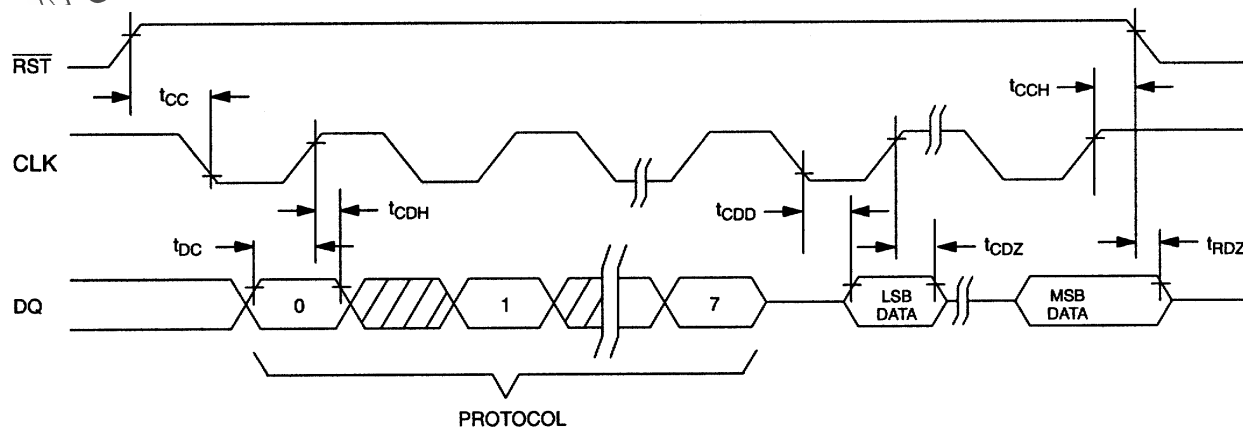 RST
tCC
tCCH
CLK
tCDH
tCDD
tDC
tCDZ
tRDZ
DQ
0
1
7
LSB
DATA
MSB
DATA
PROTOCOL